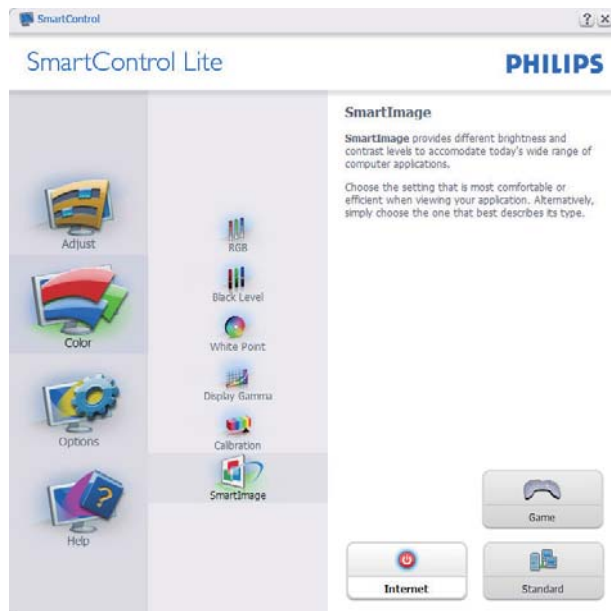 SmartControl
SmartControl Lite
PHILIPS
Adjust
Color
Options
Help
RGB
Black Level
White Point
Display Gamma
Calibration
SmartImage
SmartImage
SmartImage provides different brightness and
contrast levels to accomodate today's wide range of
computer applications.
Choose the setting that is most comfortable or
efficient when viewing your application. Alternatively,
simply choose the one that best describes its type.
Game
Internet
Standard